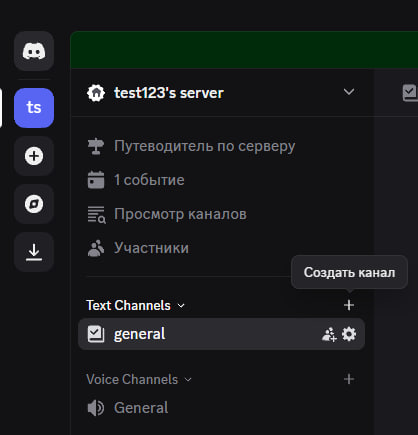 test123's server
ts
Путеводитель по серверу
1 событие
Просмотр каналов
Участники
Создать канал
Text Channels
general
Voice Channels
General